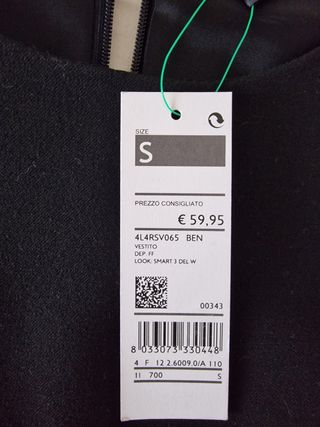 SIZE
S
PREZZO CONSIGLIATO
€ 59,95
4L4RSV065 BEN
VESTITO
DEP. FF
LOOK: SMART 3 DEL W
00343
8 033073 330448
4 F 12 2.6009.0/A 110
11 700 S